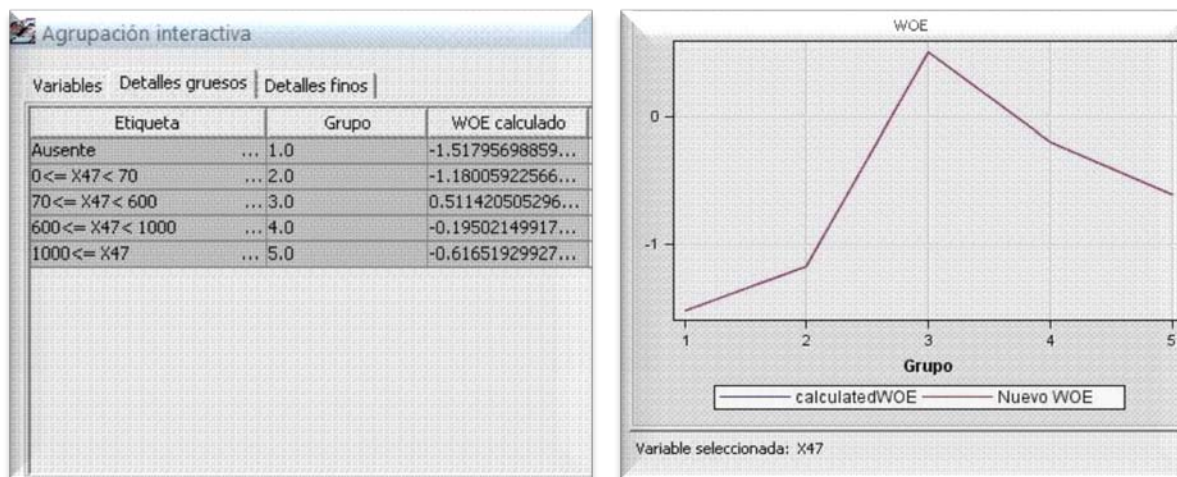 Agrupación interactiva
Variables Detalles gruesos Detalles finos
Etiqueta Grupo WOE calculado
Ausente ... 1.0 -1.51795698859...
0<= X47< 70 ... 2.0 -1.18005922566...
70<= X47< 600 ... 3.0 0.511420505296...
600<= X47< 1000 ... 4.0 -0.19502149917...
1000<= X47 ... 5.0 -0.61651929927...
WOE
0
-1
1 2 3 4 5
Grupo
calculatedWOE Nuevo WOE
Variable seleccionada: X47